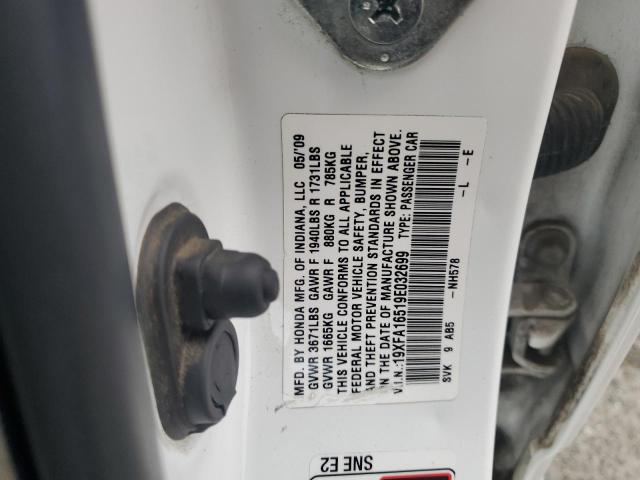 MFD. BY HONDA MFG. OF INDIANA, LLC 05/'09
GVWR 3671LBS GAWR F 1940LBS R 1731LBS
GVWR 1665KG GAWR F 880KG R 785KG
THIS VEHICLE CONFORMS TO ALL APPLICABLE
FEDERAL MOTOR VEHICLE SAFETY, BUMPER,
AND THEFT PREVENTION STANDARDS IN EFFECT
ON THE DATE OF MANUFACTURE SHOWN ABOVE.
V.I.N.:19XFA16519E032699 TYPE: PASSENGER CAR
SVK 9 AB5 -NH578 -L -E
SNE E2